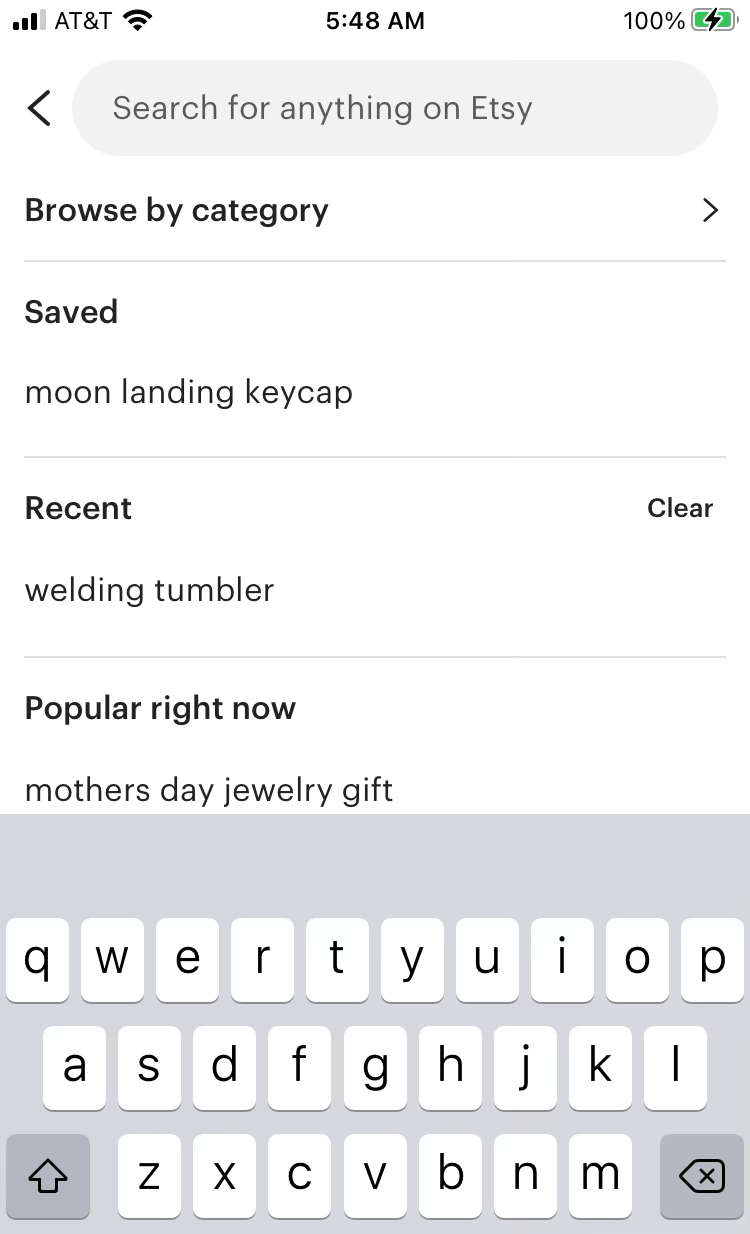 AT&T 5:48 AM 100%
Search for anything on Etsy
Browse by category
Saved
moon landing keycap
Recent Clear
welding tumbler
Popular right now
mothers day jewelry gift
q w e r t y u i o p
a s d f g h j k l
z x c v b n m